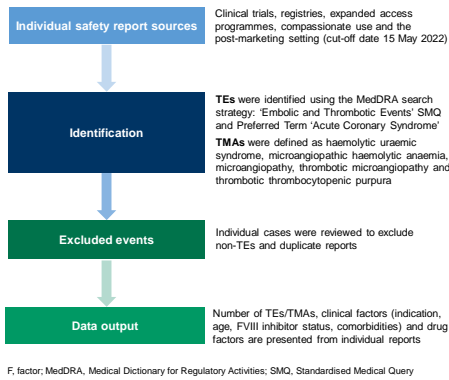 Individual safety report sources
Clinical trials, registries, expanded access
programmes, compassionate use and the
post-marketing setting (cut-off date 15 May 2022)
Identification
TEs were identified using the MedDRA search
strategy: ‘Embolic and Thrombotic Events’ SMQ
and Preferred Term ‘Acute Coronary Syndrome’
TMAs were defined as haemolytic uraemic
syndrome, microangiopathic haemolytic anaemia,
microangiopathy, thrombotic microangiopathy and
thrombotic thrombocytopenic purpura
Excluded events
Individual cases were reviewed to exclude
non-TEs and duplicate reports
Data output
Number of TEs/TMAs, clinical factors (indication,
age, FVIII inhibitor status, comorbidities) and drug
factors are presented from individual reports
F, factor; MedDRA, Medical Dictionary for Regulatory Activities; SMQ, Standardised Medical Query